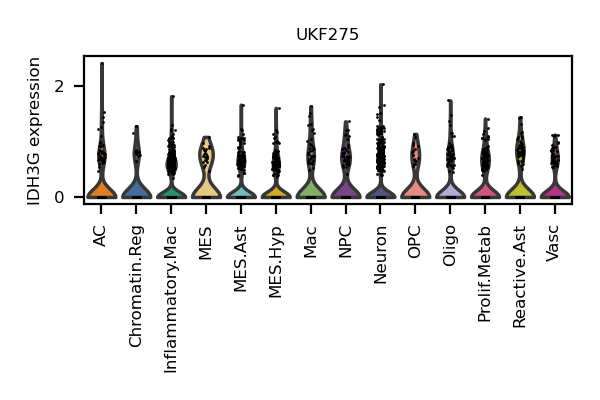 UKF275
IDH3G expression
2
0
AC
Chromatin.Reg
Inflammatory.Mac
MES
MES.Ast
MES.Hyp
Mac
NPC
Neuron
OPC
Oligo
Prolif.Metab
Reactive.Ast
Vasc